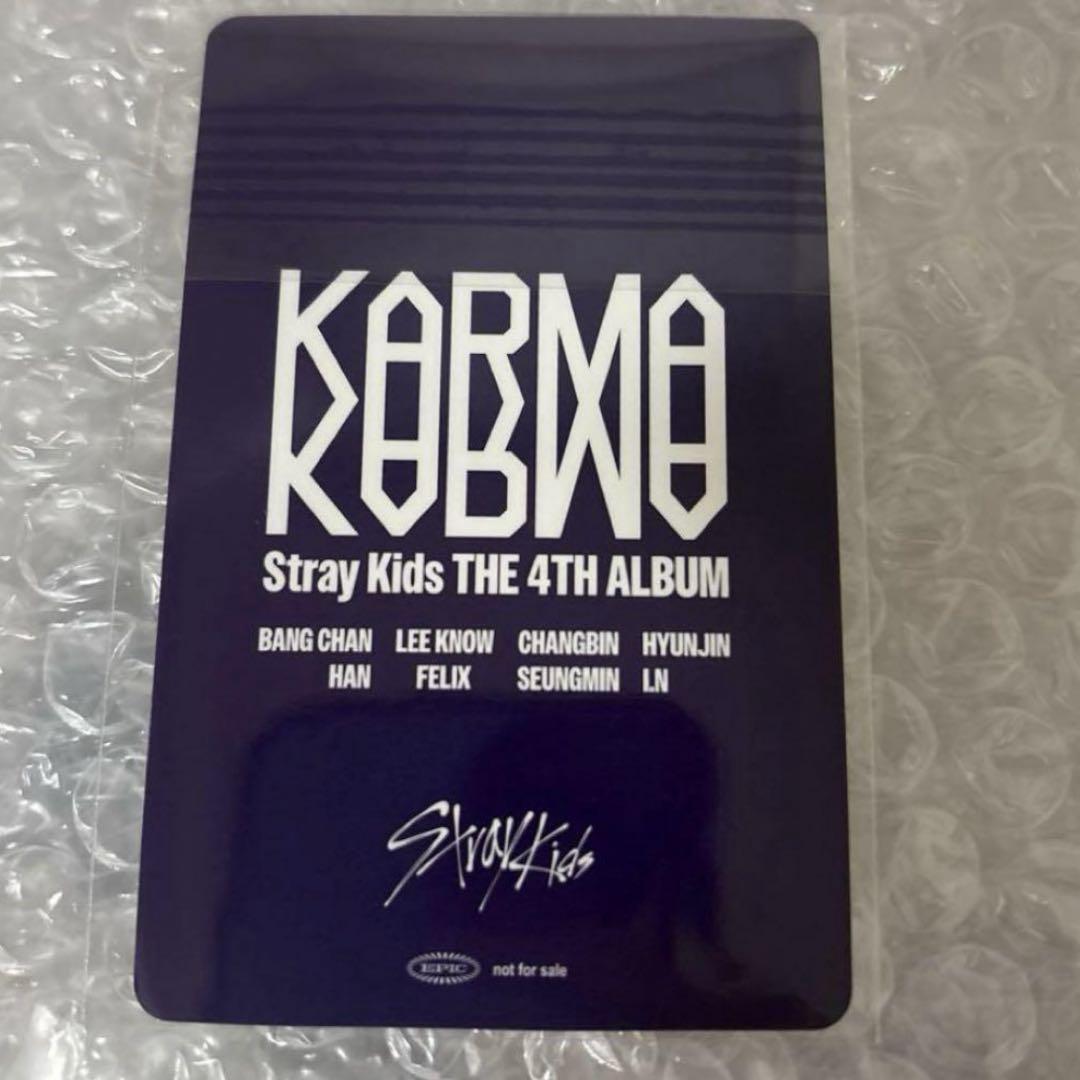 KARMA
Stray Kids THE 4TH ALBUM
BANG CHAN LEE KNOW CHANGBIN HYUNJIN
HAN FELIX SEUNGMIN I.N
Stray Kids
EPIC not for sale